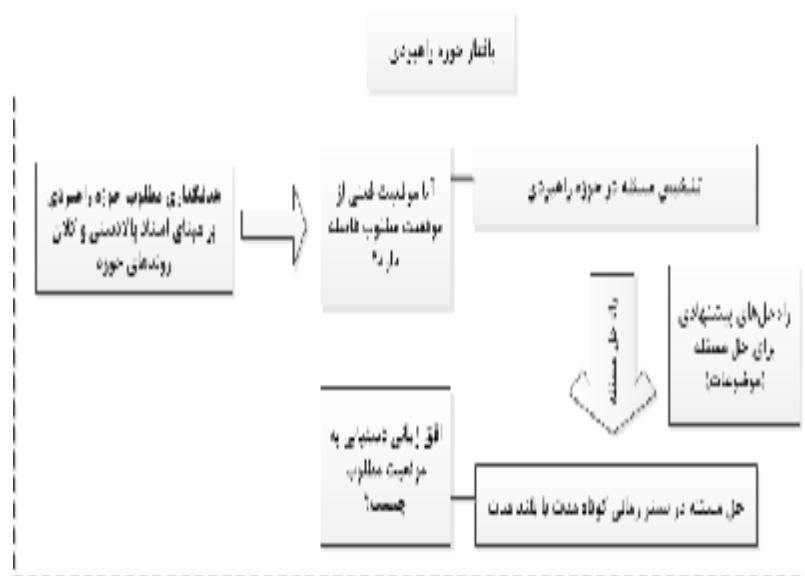 ساختار حوزه راهبردی
هدفگذاری مطلوب حوزه راهبردی
بر مبنای اسناد بالادستی و کلان
روندهای حوزه
آیا موقعیت فعلی از
موقعیت مطلوب فاصله
دارد؟
تشخیص مسئله در حوزه راهبردی
راه حل مسئله
راه حل‌های پیشنهادی
برای حل مسئله
(موضوعات)
افق زمانی دستیابی به
موقعیت مطلوب
چیست؟
حل مسئله در بستر زمانی کوتاه مدت یا بلند مدت